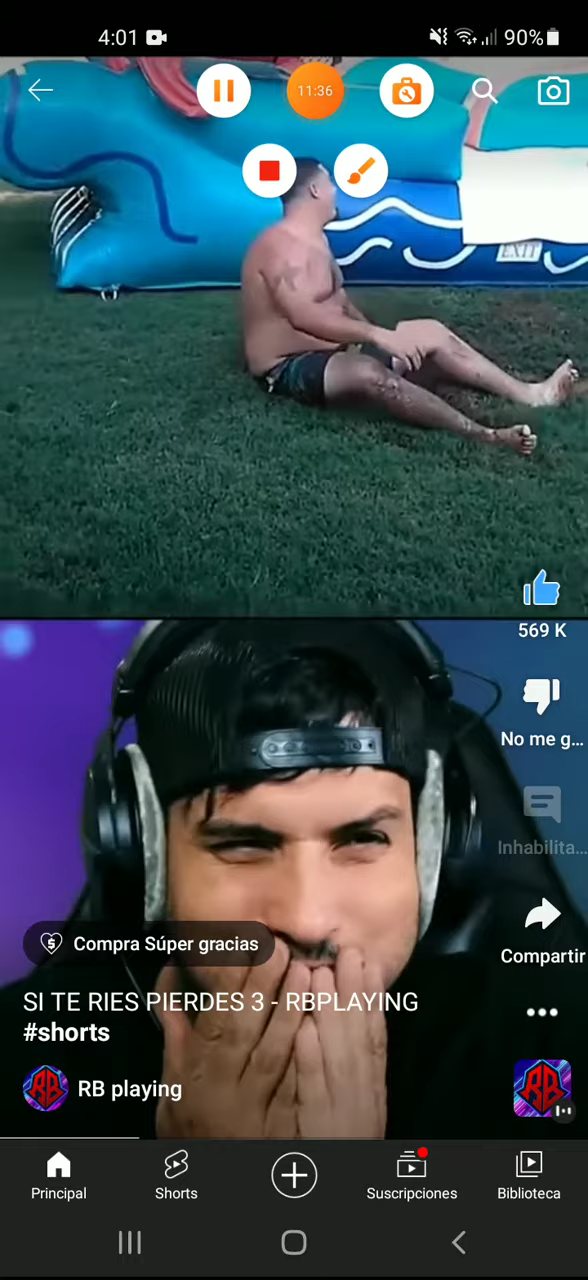 4:01
90%
11:36
EXIT
569 K
No me g...
Inhabilita...
Compra Súper gracias
Compartir
SI TE RIES PIERDES 3 - RBPLAYING
#shorts
RB playing
RB
Principal
Shorts
Suscripciones
Biblioteca